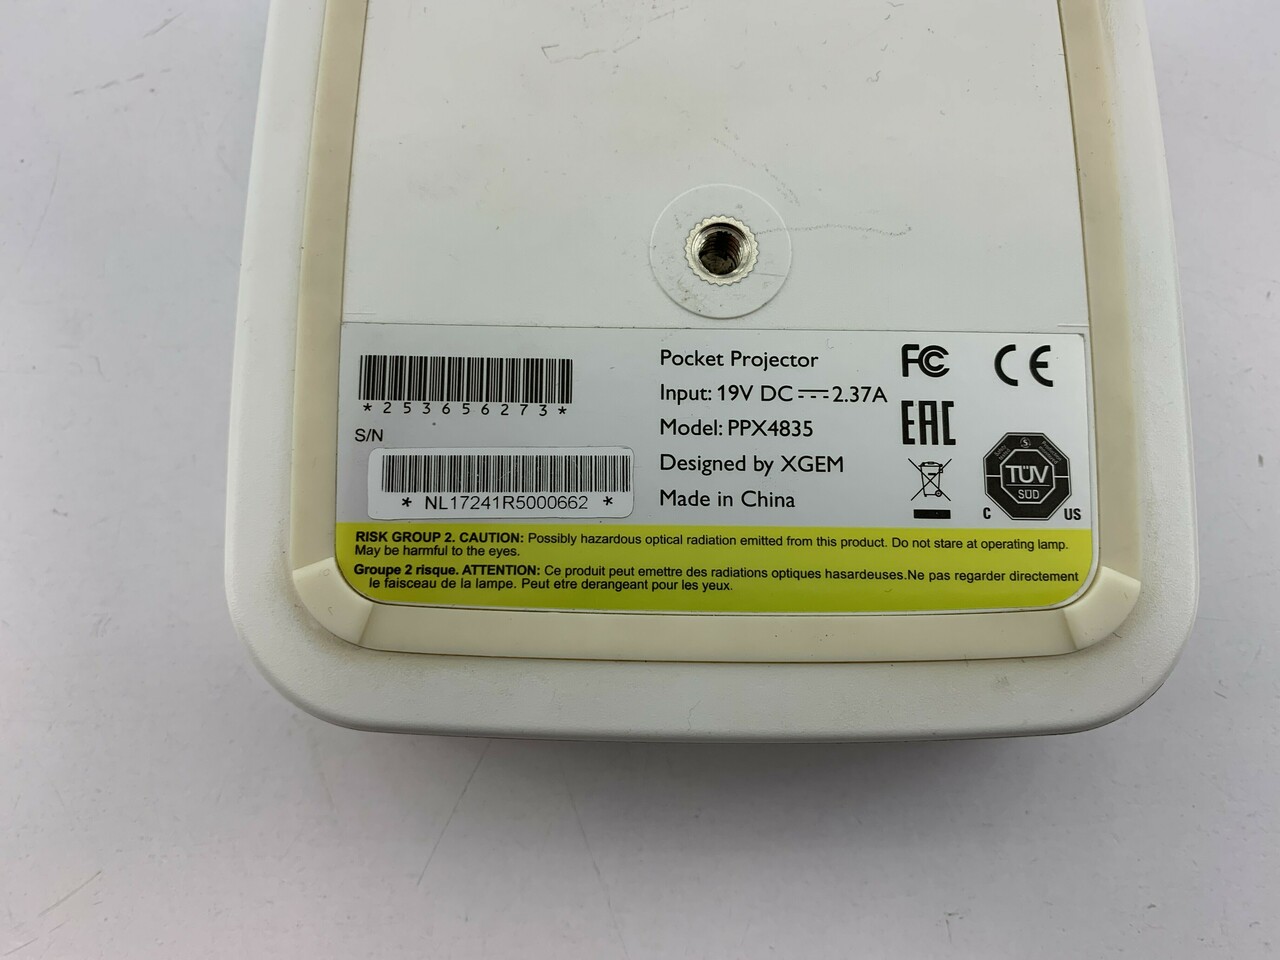 *253656273*
S/N
* NL17241R5000662 *
Pocket Projector
Input: 19V DC ⎓ 2.37A
Model: PPX4835
Designed by XGEM
Made in China
FC CE
EAC
TÜV
SÜD
C US
RISK GROUP 2. CAUTION: Possibly hazardous optical radiation emitted from this product. Do not stare at operating lamp.
May be harmful to the eyes.
Groupe 2 risque. ATTENTION: Ce produit peut emettre des radiations optiques hasardeuses.Ne pas regarder directement
le faisceau de la lampe. Peut etre derangeant pour les yeux.